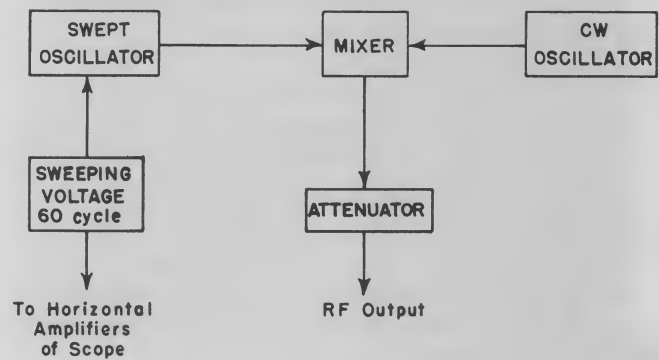 SWEPT
OSCILLATOR
MIXER
CW
OSCILLATOR
SWEEPING
VOLTAGE
60 cycle
ATTENUATOR
To Horizontal
Amplifiers
of Scope
RF Output